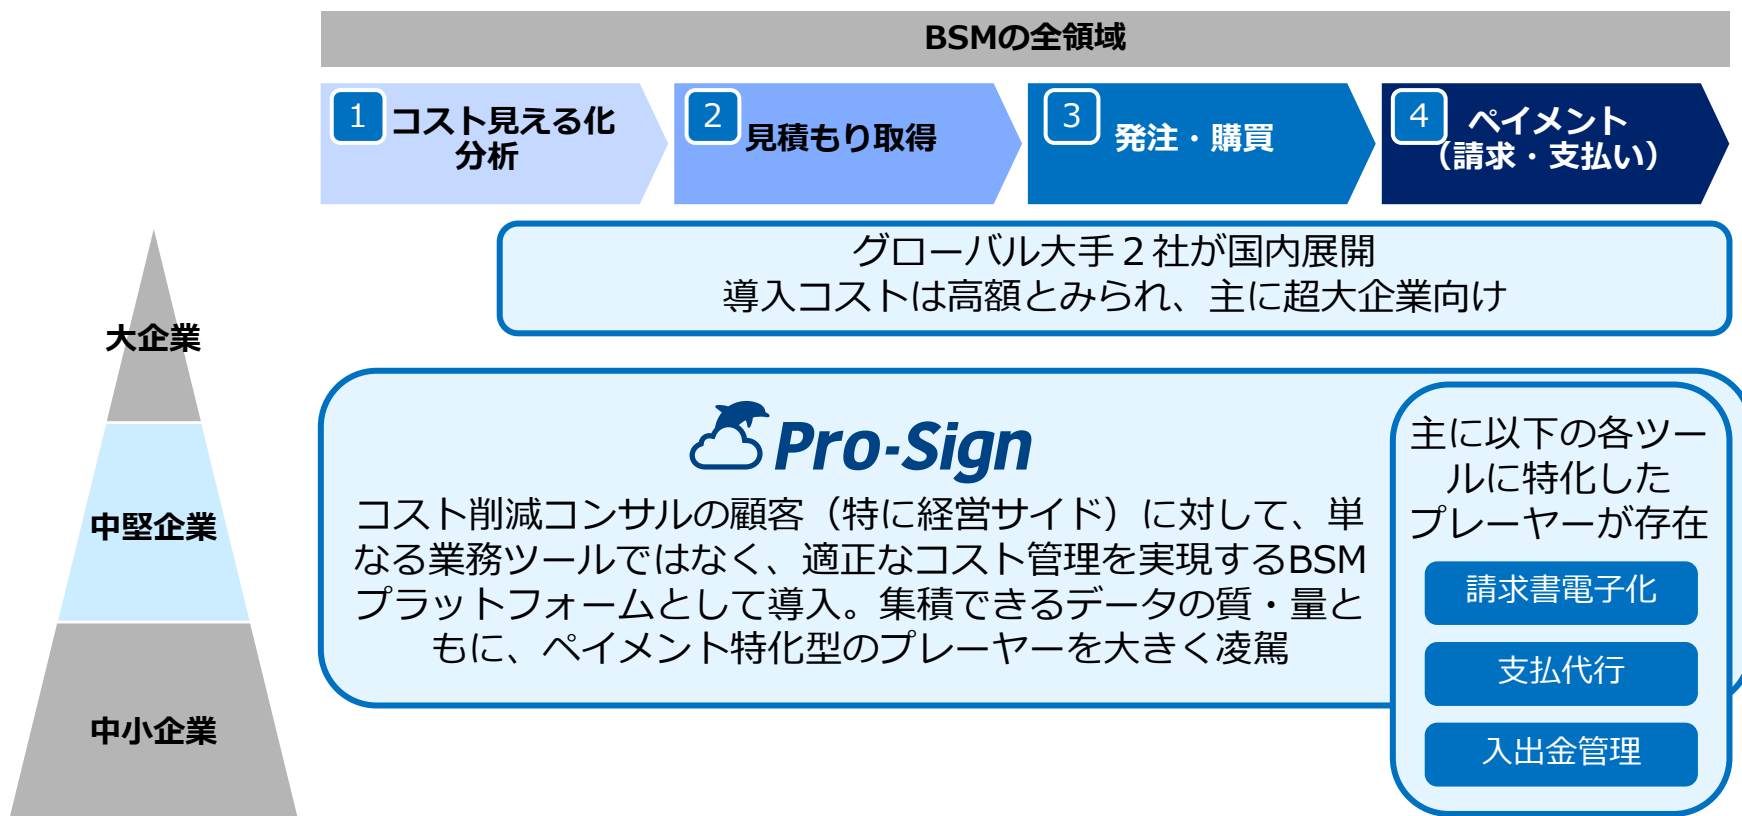 BSMの全領域
1
コスト見える化
分析
2
見積もり取得
3
発注・購買
4
ペイメント
（請求・支払い）
グローバル大手２社が国内展開
導入コストは高額とみられ、主に超大企業向け
大企業
中堅企業
中小企業
Pro-Sign
コスト削減コンサルの顧客（特に経営サイド）に対して、単
なる業務ツールではなく、適正なコスト管理を実現するBSM
プラットフォームとして導入。集積できるデータの質・量と
もに、ペイメント特化型のプレーヤーを大きく凌駕
主に以下の各ツー
ルに特化した
プレーヤーが存在
請求書電子化
支払代行
入出金管理